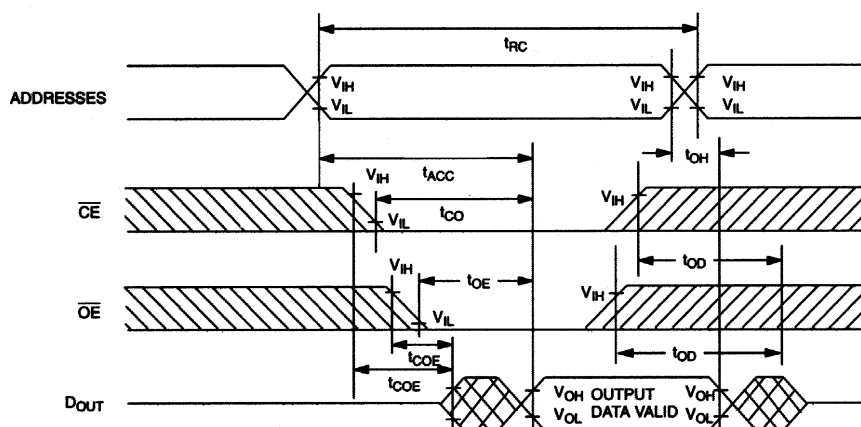 tRC
ADDRESSES
VIH VIH VIH
VIL VIL VIL
tOH
tACC
VIH
CE VIH
tCO
VIL
tOD
VIH
tOE
OE VIH
VIL
tOD
tCOE
tCOE
DOUT
VOH OUTPUT VOH
VOL DATA VALID VOL